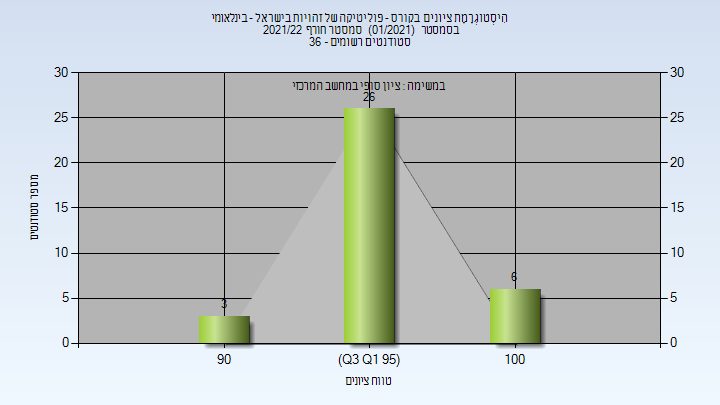 הִיסְטוגְרָמַת ציונים בקורס - פוליטיקה של זהויות בישראל - בינלאומי
בסמסטר (01/2021) סמסטר חורף 2021/22
סטודנטים רשומים - 36
במשימה : ציון סופי במחשב המרכזי
30 30
25 25
20 20
15 15
10 10
5 5
0 0
26
3
6
מספר סטודנטים
90 (Q3 Q1 95) 100
טווח ציונים